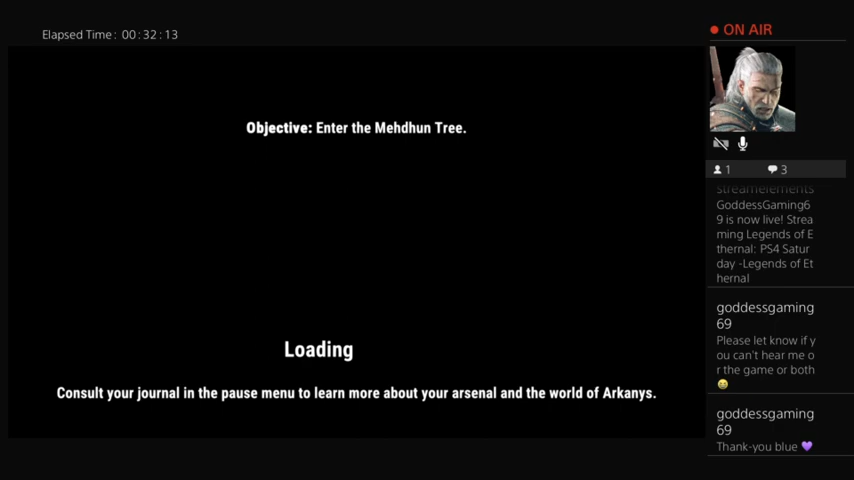 Elapsed Time: 00:32:13
ON AIR
Objective: Enter the Mehdhun Tree.
Loading
Consult your journal in the pause menu to learn more about your arsenal and the world of Arkanys.
1
3
streamelements
GoddessGaming6
9 is now live! Strea
ming Legends of E
thernal: PS4 Satur
day -Legends of Et
hernal
goddessgaming
69
Please let know if y
ou can't hear me o
r the game or both
😄
goddessgaming
69
Thank-you blue 💜